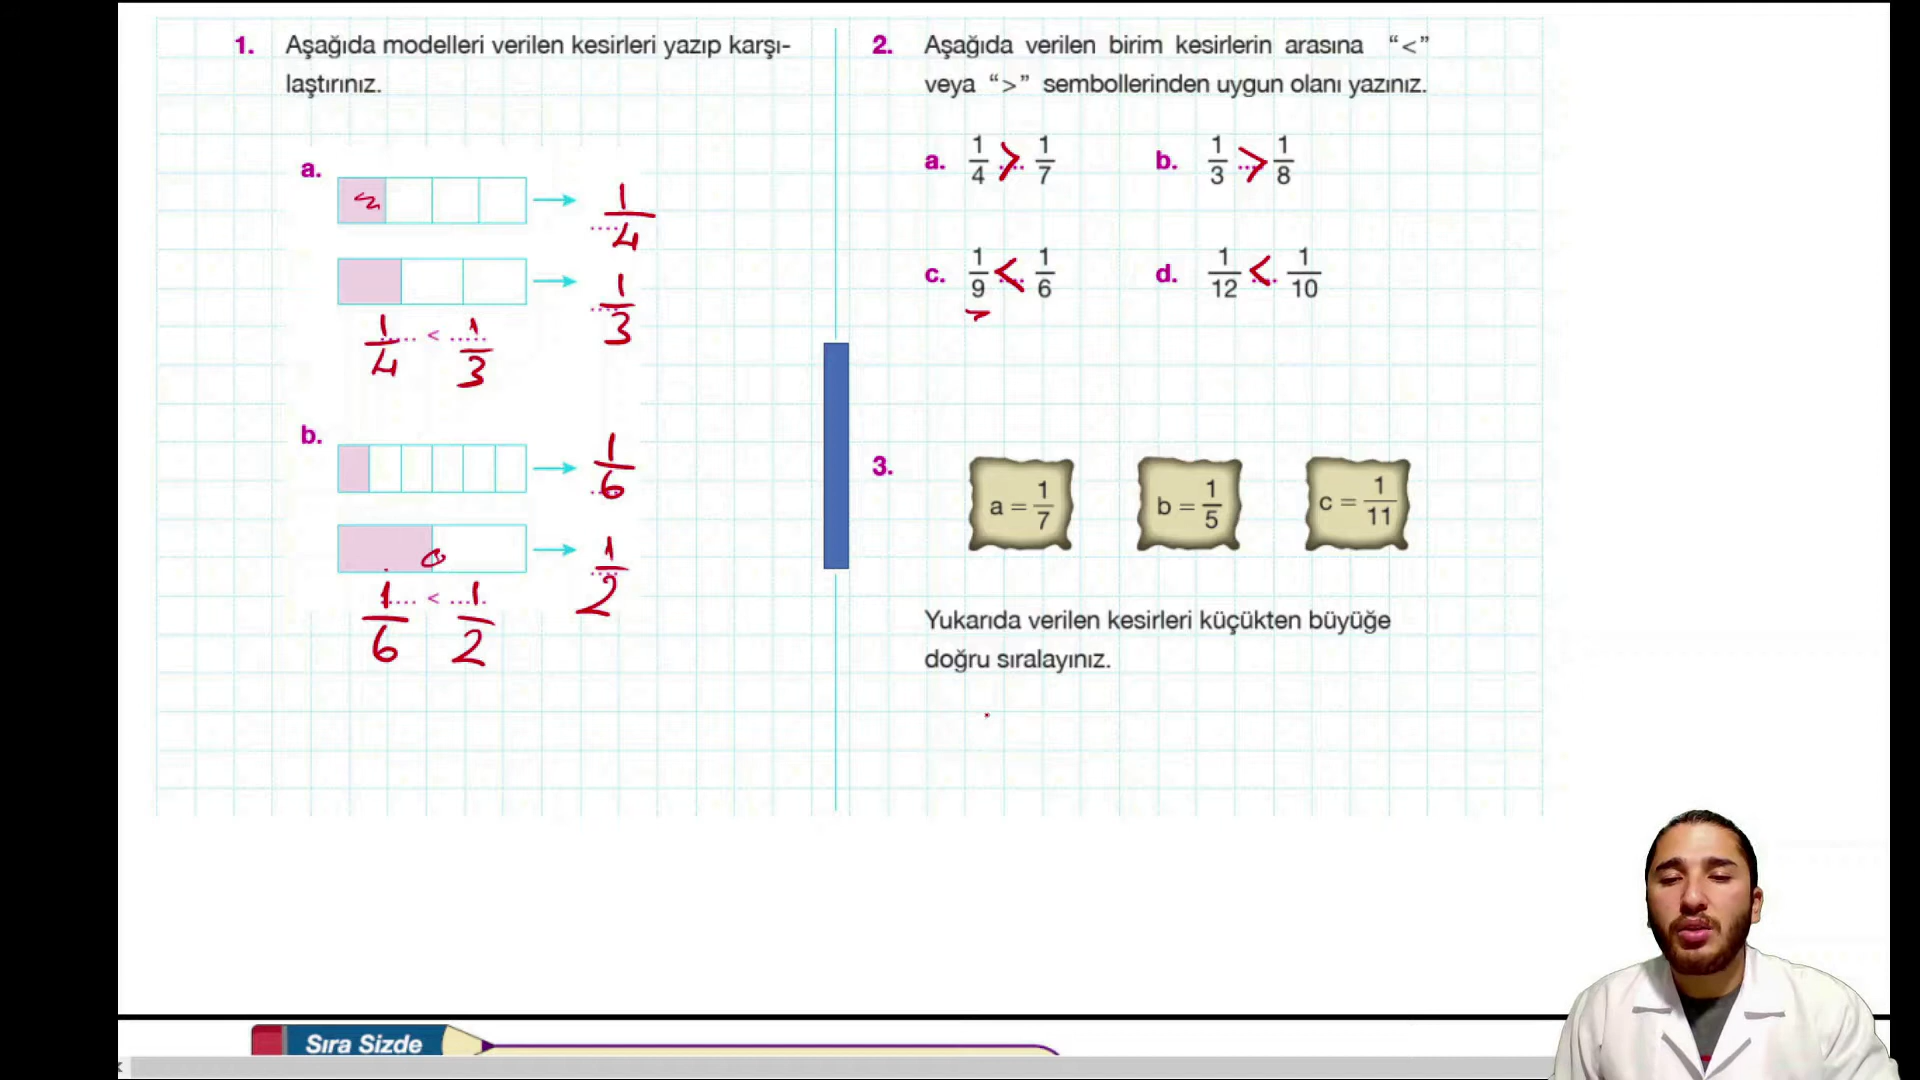 1. Aşağıda modelleri verilen kesirleri yazıp karşı-
laştırınız.
a.
1/4
1/3
1/4 < 1/3
b.
1/6
1/2
1/6 < 1/2
2. Aşağıda verilen birim kesirlerin arasına “<”
veya “>” sembollerinden uygun olanı yazınız.
a. 1/4 > 1/7 b. 1/3 > 1/8
c. 1/9 < 1/6 d. 1/12 < 1/10
3.
a = 1/7 b = 1/5 c = 1/11
Yukarıda verilen kesirleri küçükten büyüğe
doğru sıralayınız.
Sıra Sizde